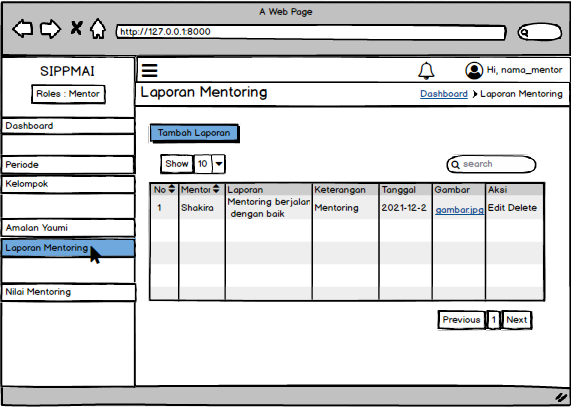 A Web Page
http://127.0.0.1:8000
SIPPMAI
Roles : Mentor
Hi, nama_mentor
Laporan Mentoring
Dashboard Laporan Mentoring
Dashboard
Periode
Kelompok
Amalan Yaumi
Laporan Mentoring
Nilai Mentoring
Tambah Laporan
Show 10
search
No Mentor Laporan Keterangan Tanggal Gambar Aksi
1 Shakira Mentoring berjalan dengan baik Mentoring 2021-12-2 gambar.jpg Edit Delete
Previous 1 Next